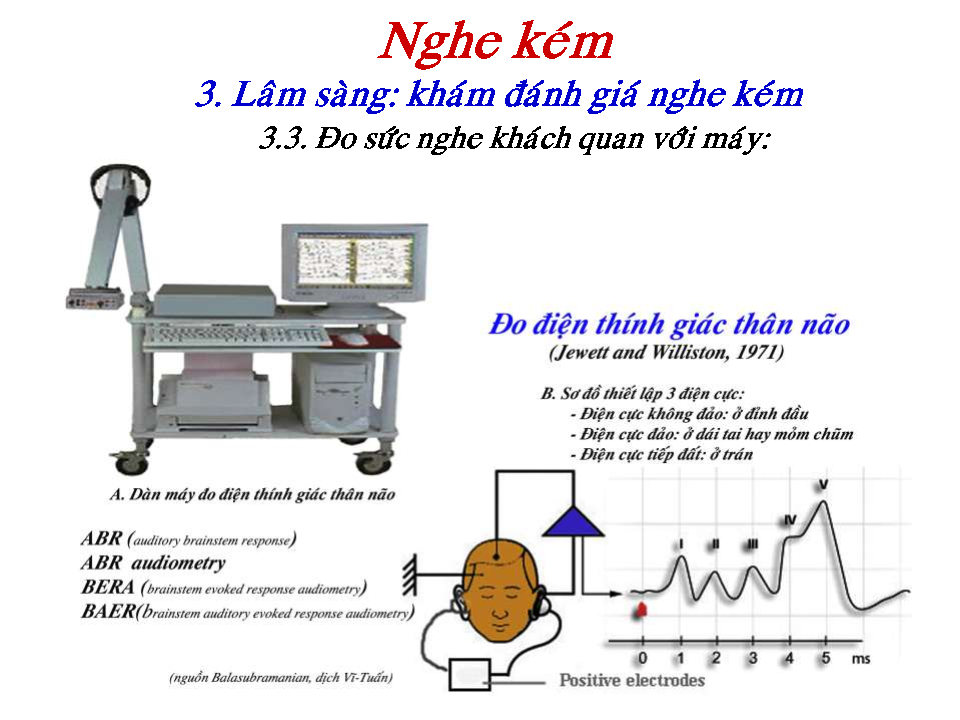 Nghe kém
3. Lâm sàng: khám đánh giá nghe kém
3.3. Đo sức nghe khách quan với máy:
Đo điện thính giác thân não
(Jewett and Williston, 1971)
B. Sơ đồ thiết lập 3 điện cực:
- Điện cực không đảo: ở đỉnh đầu
- Điện cực đảo: ở dái tai hay mỏm chũm
- Điện cực tiếp đất: ở trán
A. Dàn máy đo điện thính giác thân não
ABR (auditory brainstem response)
ABR audiometry
BERA (brainstem evoked response audiometry)
BAER(brainstem auditory evoked response audiometry)
I II III IV V
0 1 2 3 4 5 ms
Positive electrodes
(nguồn Balasubramanian, dịch Vĩ-Tuấn)